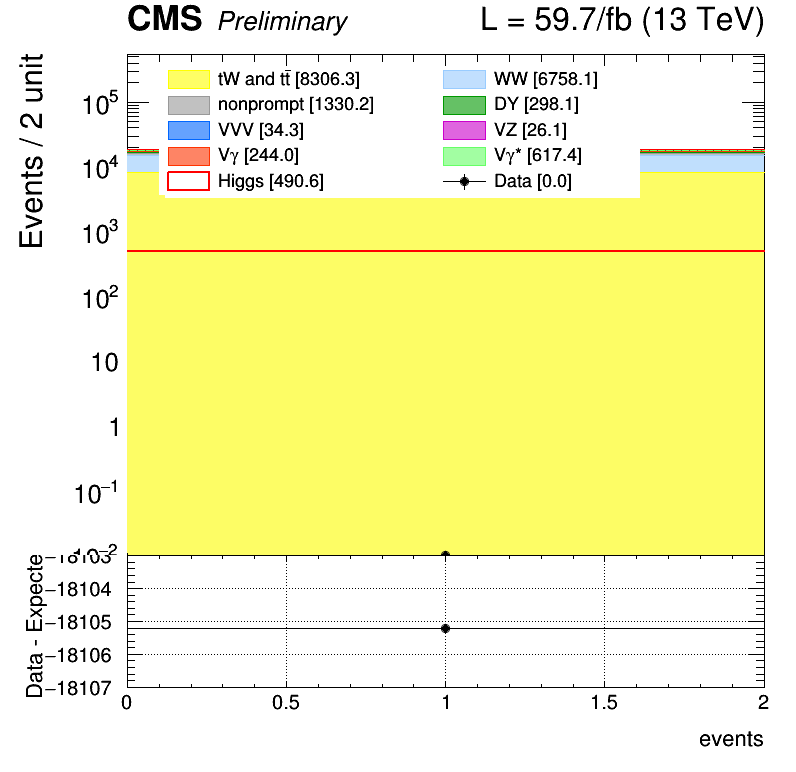 CMS Preliminary L = 59.7/fb (13 TeV)
Events / 2 unit
tW and tt̄ [8306.3] WW [6758.1]
nonprompt [1330.2] DY [298.1]
VVV [34.3] VZ [26.1]
Vγ [244.0] Vγ* [617.4]
Higgs [490.6] Data [0.0]
10⁵
10⁴
10³
10²
10
1
10⁻¹
Data - Expecte
−18104
−18105
−18106
−18107
0 0.5 1 1.5 2
events